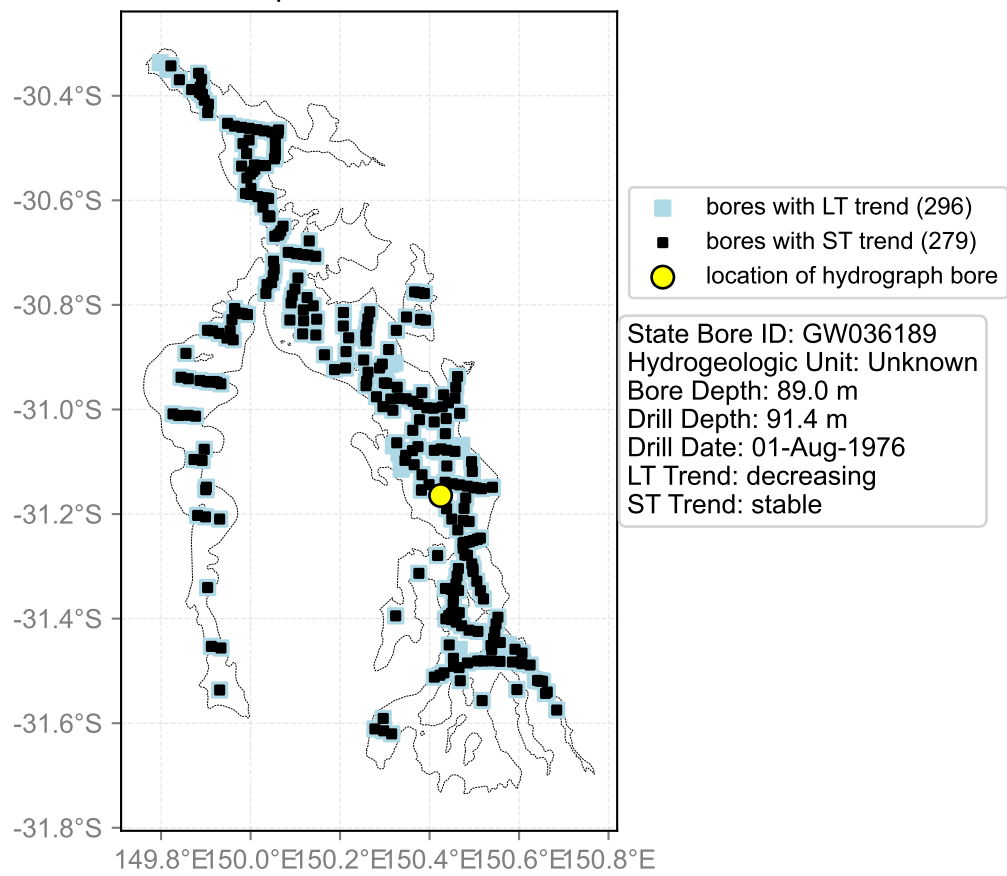 -30.4°S
-30.6°S
-30.8°S
-31.0°S
-31.2°S
-31.4°S
-31.6°S
-31.8°S
149.8°E150.0°E150.2°E150.4°E150.6°E150.8°E
bores with LT trend (296)
bores with ST trend (279)
location of hydrograph bore
State Bore ID: GW036189
Hydrogeologic Unit: Unknown
Bore Depth: 89.0 m
Drill Depth: 91.4 m
Drill Date: 01-Aug-1976
LT Trend: decreasing
ST Trend: stable